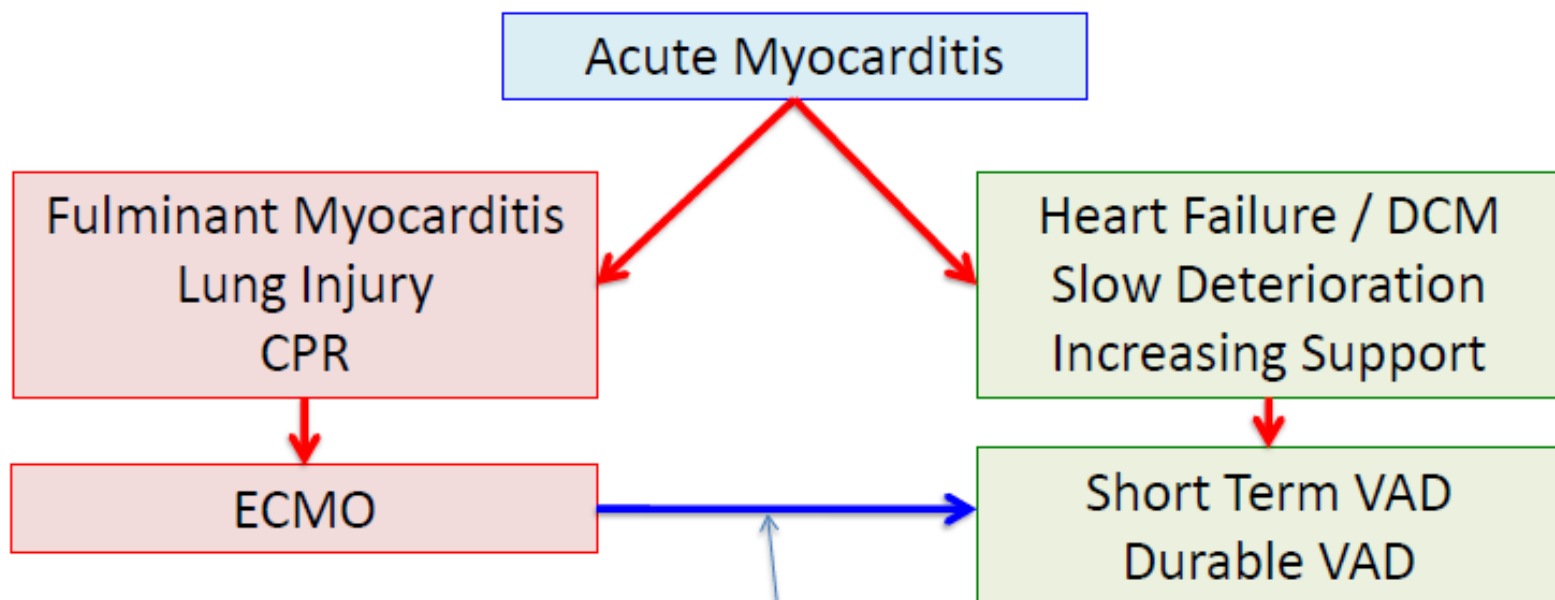 Acute Myocarditis
Fulminant Myocarditis
Lung Injury
CPR
Heart Failure / DCM
Slow Deterioration
Increasing Support
ECMO
Short Term VAD
Durable VAD